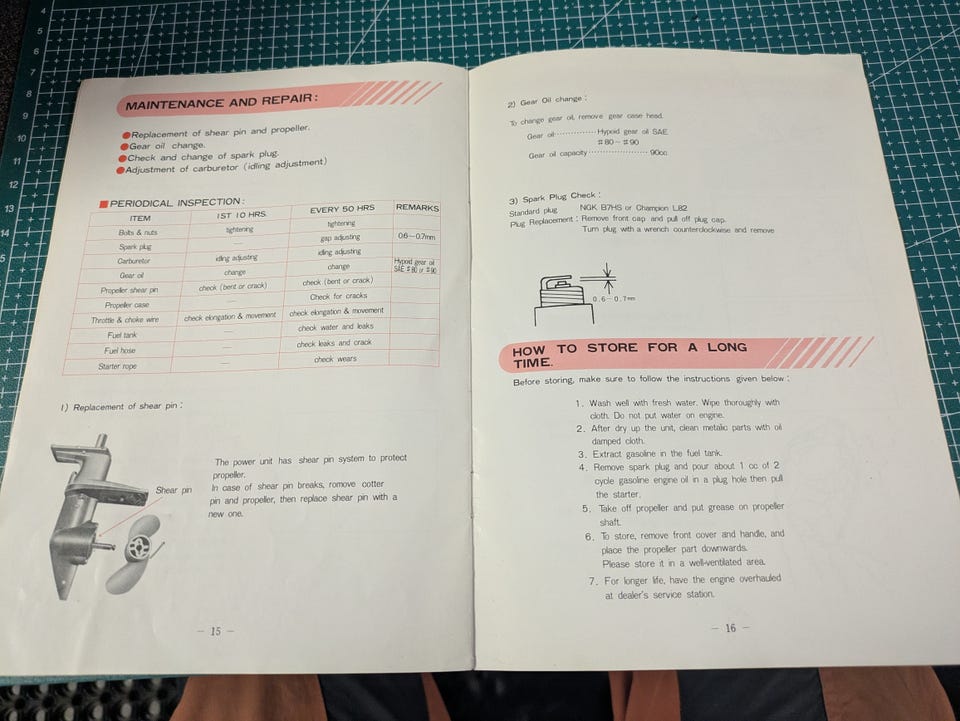 MAINTENANCE AND REPAIR:
●Replacement of shear pin and propeller.
●Gear oil change.
●Check and change of spark plug.
●Adjustment of carburetor (idling adjustment)
■PERIODICAL INSPECTION:
ITEM 1ST 10 HRS. EVERY 50 HRS REMARKS
Bolts & nuts tightening tightening
Spark plug — gap adjusting 0.6-0.7mm
Carburetor idling adjusting idling adjusting
Gear oil change change Hypoid gear oil SAE #80 or #90
Propeller shear pin check (bent or crack) check (bent or crack)
Propeller case — Check for cracks
Throttle & choke wire check elongation & movement check elongation & movement
Fuel tank — check water and leaks
Fuel hose — check leaks and crack
Starter rope — check wears
1) Replacement of shear pin :
The power unit has shear pin system to protect
propeller.
In case of shear pin breaks, romove cotter
pin and propeller, then replace shear pin with a
new one.
Shear pin
— 15 —
2) Gear Oil change :
To change gear oil, remove gear case head.
Gear oil ·············· Hypoid gear oil SAE
#80~#90
Gear oil capacity ····················· 90cc
3) Spark Plug Check :
Standard plug NGK B7HS or Champion L82
Plug Replacement : Remove front cap and pull off plug cap.
Turn plug with a wrench counterclockwise and remove
0.6-0.7mm
HOW TO STORE FOR A LONG
TIME.
Before storing, make sure to follow the instructions given below :
1. Wash well with fresh water. Wipe thoroughly with
cloth. Do not put water on engine.
2. After dry up the unit, clean metalic parts with oil
damped cloth.
3. Extract gasoline in the fuel tank.
4. Remove spark plug and pour about 1 cc of 2
cycle gasoline engine oil in a plug hole then pull
the starter.
5. Take off propeller and put grease on propeller
shaft.
6. To store, remove front cover and handle, and
place the propeller part downwards.
Please store it in a well-ventilated area.
7. For longer life, have the engine overhauled
at dealer's service station.
— 16 —
4
5
6
7
8
9
10
11
12
13
14
5